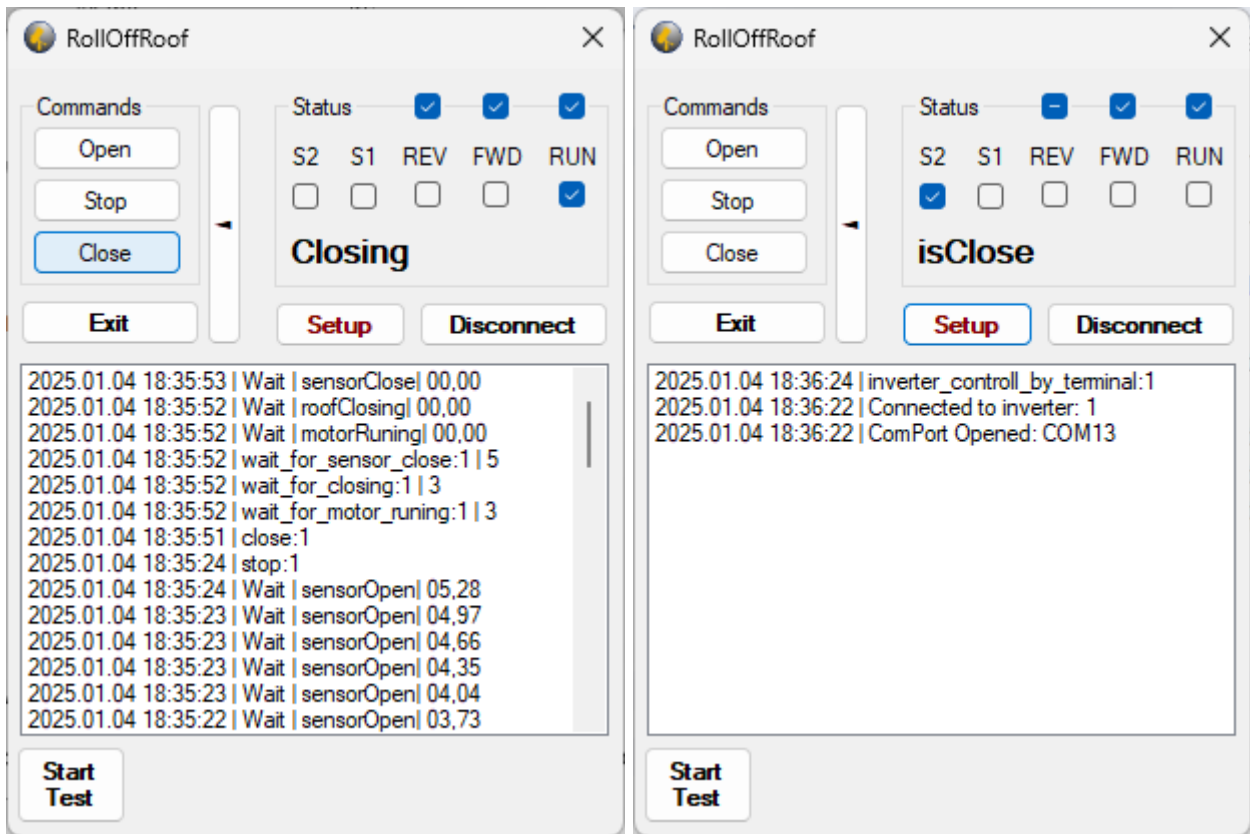 RollOffRoof
Commands
Status
Open
S2 S1 REV FWD RUN
Stop
Close
Closing
Exit
Setup
Disconnect
2025.01.04 18:35:53 | Wait | sensorClose| 00,00
2025.01.04 18:35:52 | Wait | roofClosing| 00,00
2025.01.04 18:35:52 | Wait | motorRuning| 00,00
2025.01.04 18:35:52 | wait_for_sensor_close:1 | 5
2025.01.04 18:35:52 | wait_for_closing:1 | 3
2025.01.04 18:35:52 | wait_for_motor_runing:1 | 3
2025.01.04 18:35:51 | close:1
2025.01.04 18:35:24 | stop:1
2025.01.04 18:35:24 | Wait | sensorOpen| 05,28
2025.01.04 18:35:23 | Wait | sensorOpen| 04,97
2025.01.04 18:35:23 | Wait | sensorOpen| 04,66
2025.01.04 18:35:23 | Wait | sensorOpen| 04,35
2025.01.04 18:35:23 | Wait | sensorOpen| 04,04
2025.01.04 18:35:22 | Wait | sensorOpen| 03,73
Start
Test
RollOffRoof
Commands
Status
Open
S2 S1 REV FWD RUN
Stop
Close
isClose
Exit
Setup
Disconnect
2025.01.04 18:36:24 | inverter_controll_by_terminal:1
2025.01.04 18:36:22 | Connected to inverter: 1
2025.01.04 18:36:22 | ComPort Opened: COM13
Start
Test